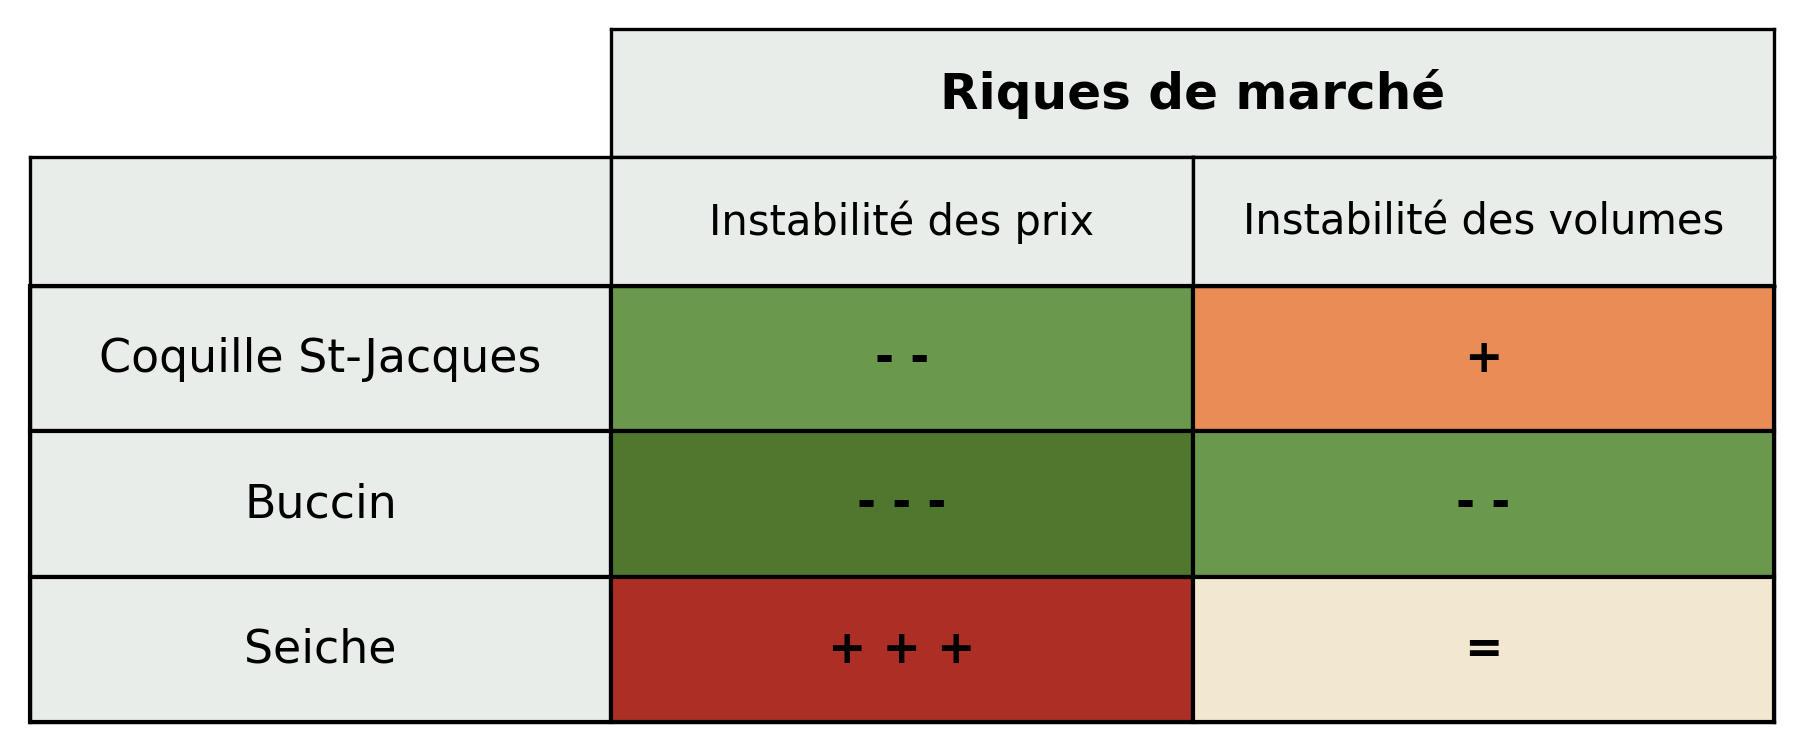 Riques de marché
Instabilité des prix Instabilité des volumes
Coquille St-Jacques - - +
Buccin - - - - -
Seiche + + + =